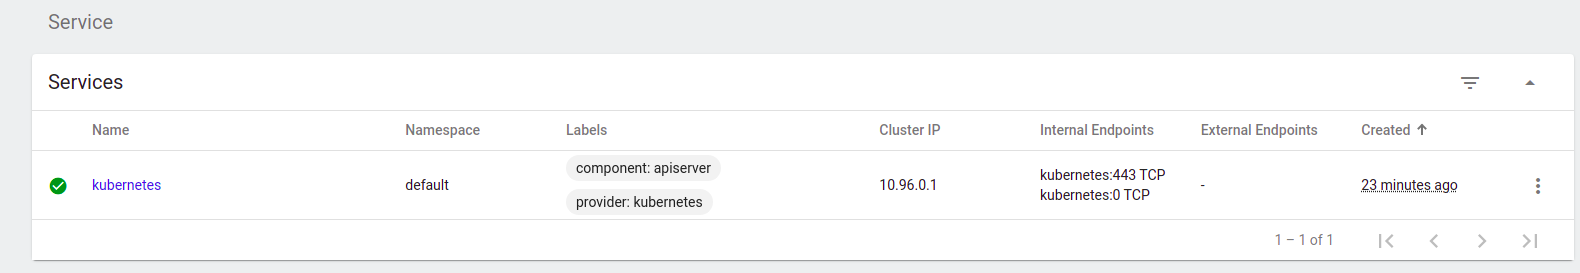 Service
Services
Name Namespace Labels Cluster IP Internal Endpoints External Endpoints Created
kubernetes default component: apiserver provider: kubernetes 10.96.0.1 kubernetes:443 TCP kubernetes:0 TCP - 23 minutes ago
1 – 1 of 1